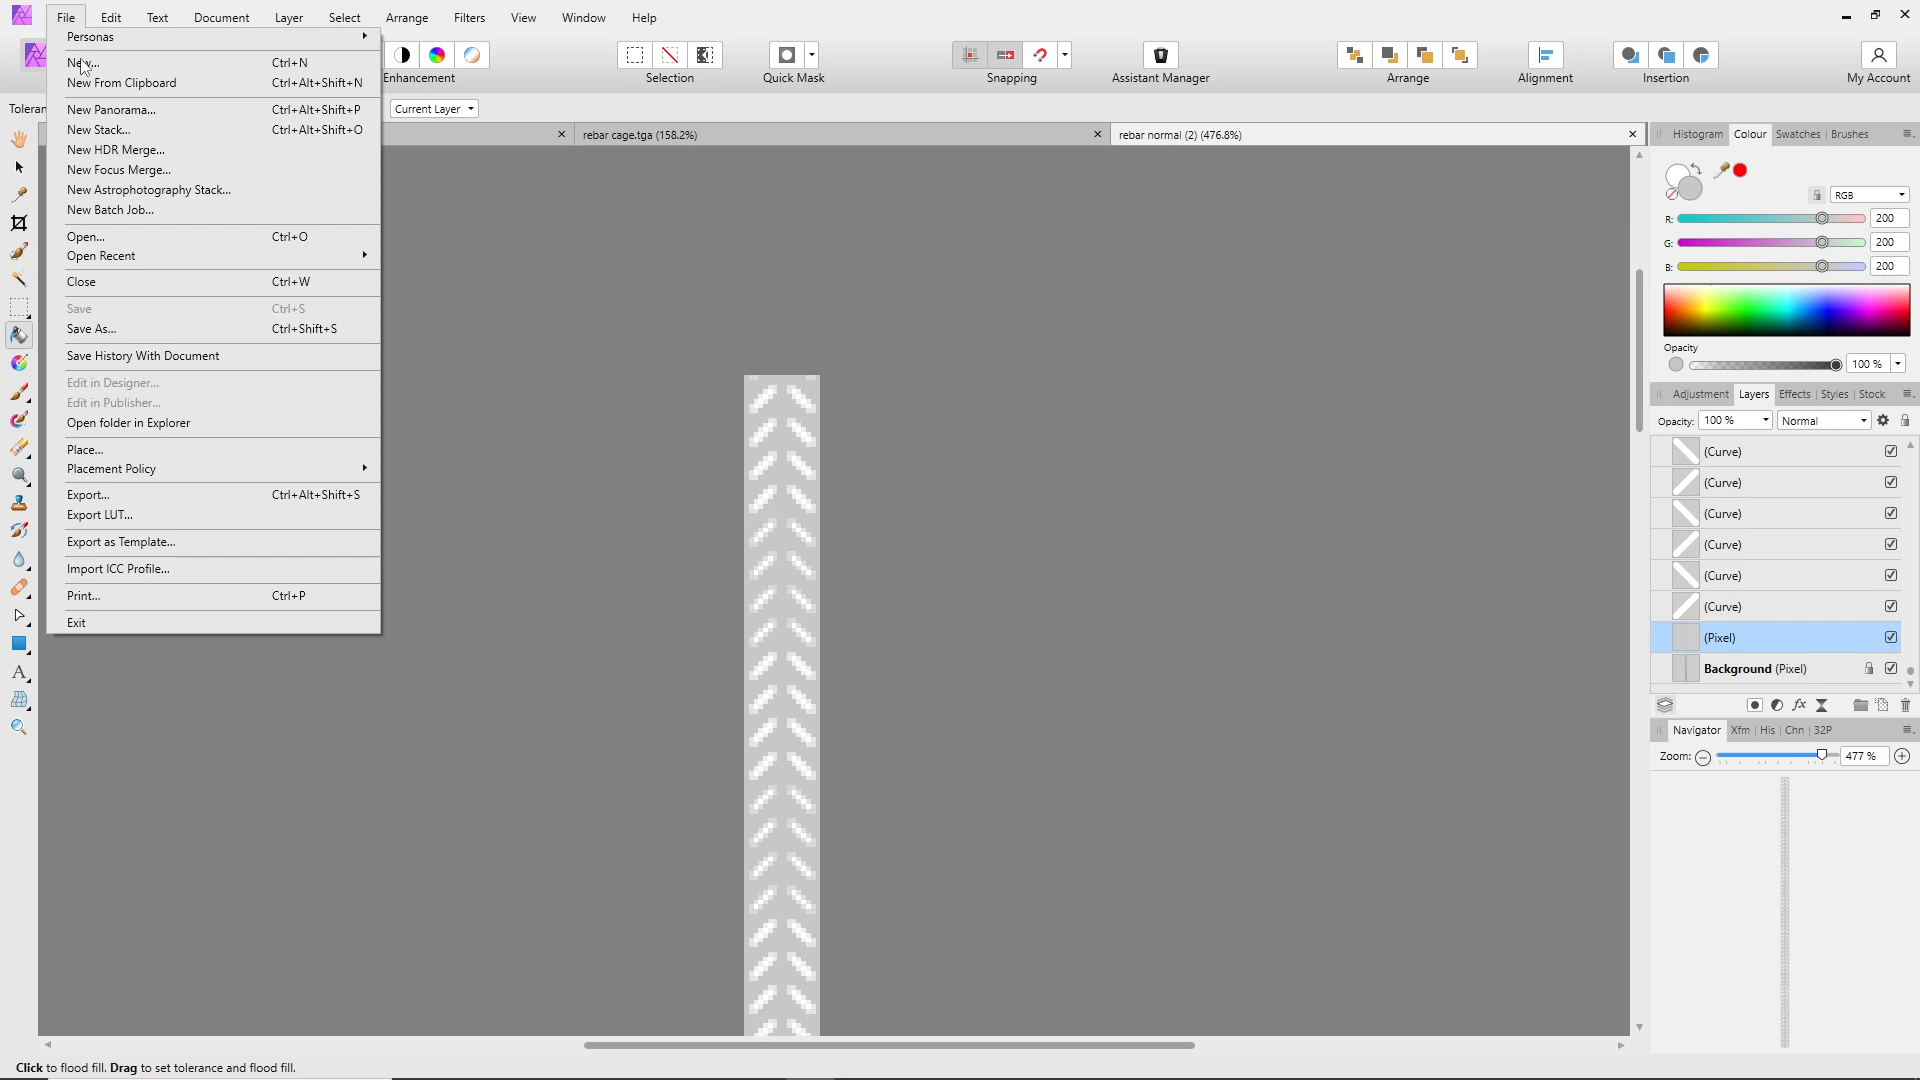 File Edit Text Document Layer Select Arrange Filters View Window Help
Personas
Ctrl+N
New From Clipboard Ctrl+Alt+Shift+N
New Panorama... Ctrl+Alt+Shift+P
New Stack... Ctrl+Alt+Shift+O
New HDR Merge...
New Focus Merge...
New Astrophotography Stack...
New Batch Job...
Open... Ctrl+O
Open Recent
Close Ctrl+W
Save Ctrl+S
Save As... Ctrl+Shift+S
Save History With Document
Edit in Designer...
Edit in Publisher...
Open folder in Explorer
Place...
Placement Policy
Export... Ctrl+Alt+Shift+S
Export LUT...
Export as Template...
Import ICC Profile...
Print... Ctrl+P
Exit
Enhancement Selection Quick Mask Snapping Assistant Manager Arrange Alignment Insertion My Account
Current Layer
rebar cage.tga (158.2%) rebar normal (2) (476.8%)
Histogram Colour Swatches Brushes
RGB
R: 200
G: 200
B: 200
Opacity
100 %
Adjustment Layers Effects Styles Stock
Opacity: 100 % Normal
(Curve)
(Curve)
(Curve)
(Curve)
(Curve)
(Curve)
(Pixel)
Background (Pixel)
Navigator Xfm His Chn 32P
Zoom: 477 %
Click to flood fill. Drag to set tolerance and flood fill.